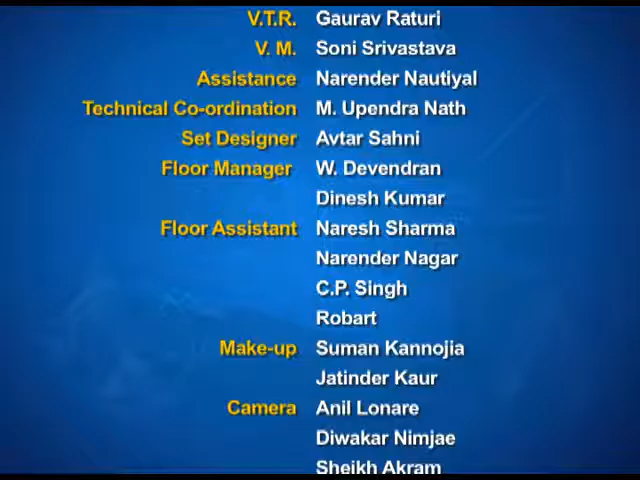 V.T.R. Gaurav Raturi
V. M. Soni Srivastava
Assistance Narender Nautiyal
Technical Co-ordination M. Upendra Nath
Set Designer Avtar Sahni
Floor Manager W. Devendran
Dinesh Kumar
Floor Assistant Naresh Sharma
Narender Nagar
C.P. Singh
Robart
Make-up Suman Kannojia
Jatinder Kaur
Camera Anil Lonare
Diwakar Nimjae
Sheikh Akram